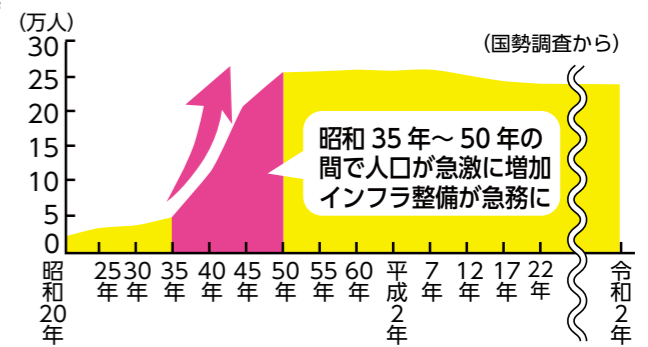 (万人)
(国勢調査から)
30
25
20
15
10
5
0
昭和 35 年~ 50 年の
間で人口が急激に増加
インフラ整備が急務に
昭和20年
25年
30年
35年
40年
45年
50年
55年
60年
平成2年
7年
12年
17年
22年
令和2年